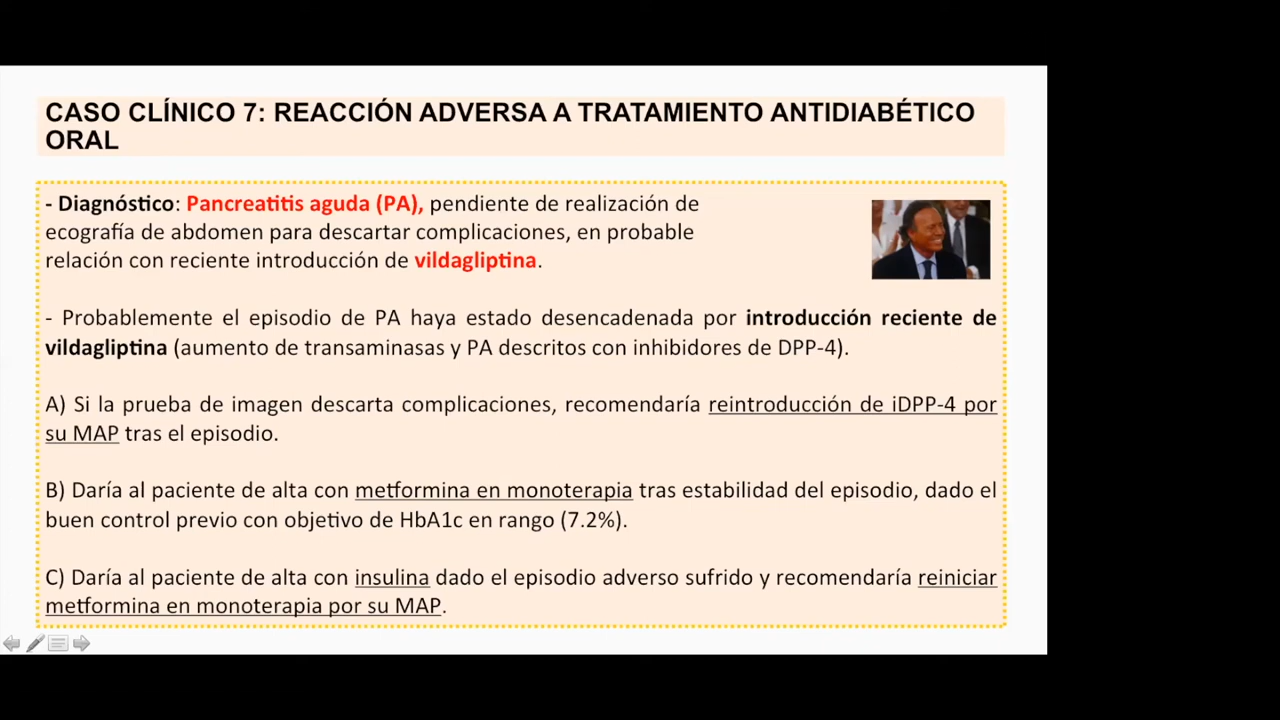 CASO CLÍNICO 7: REACCIÓN ADVERSA A TRATAMIENTO ANTIDIABÉTICO
ORAL
- Diagnóstico: Pancreatitis aguda (PA), pendiente de realización de
ecografía de abdomen para descartar complicaciones, en probable
relación con reciente introducción de vildagliptina.
- Probablemente el episodio de PA haya estado desencadenada por introducción reciente de
vildagliptina (aumento de transaminasas y PA descritos con inhibidores de DPP-4).
A) Si la prueba de imagen descarta complicaciones, recomendaría reintroducción de iDPP-4 por
su MAP tras el episodio.
B) Daría al paciente de alta con metformina en monoterapia tras estabilidad del episodio, dado el
buen control previo con objetivo de HbA1c en rango (7.2%).
C) Daría al paciente de alta con insulina dado el episodio adverso sufrido y recomendaría reiniciar
metformina en monoterapia por su MAP.